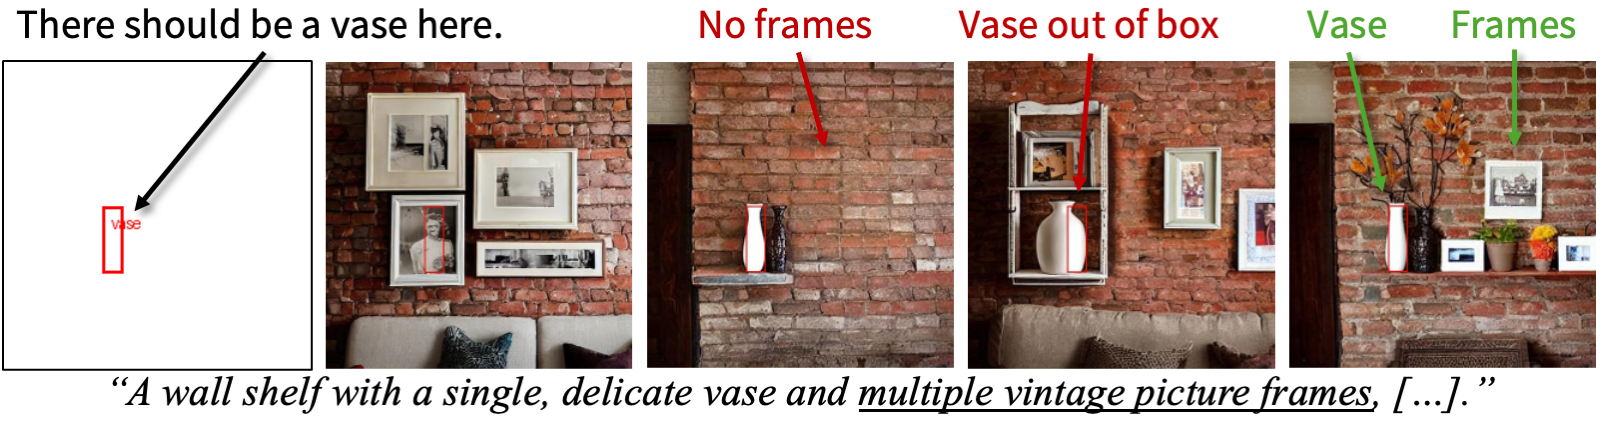 There should be a vase here.
No frames
Vase out of box
Vase
Frames
vase
“A wall shelf with a single, delicate vase and multiple vintage picture frames, [...].”